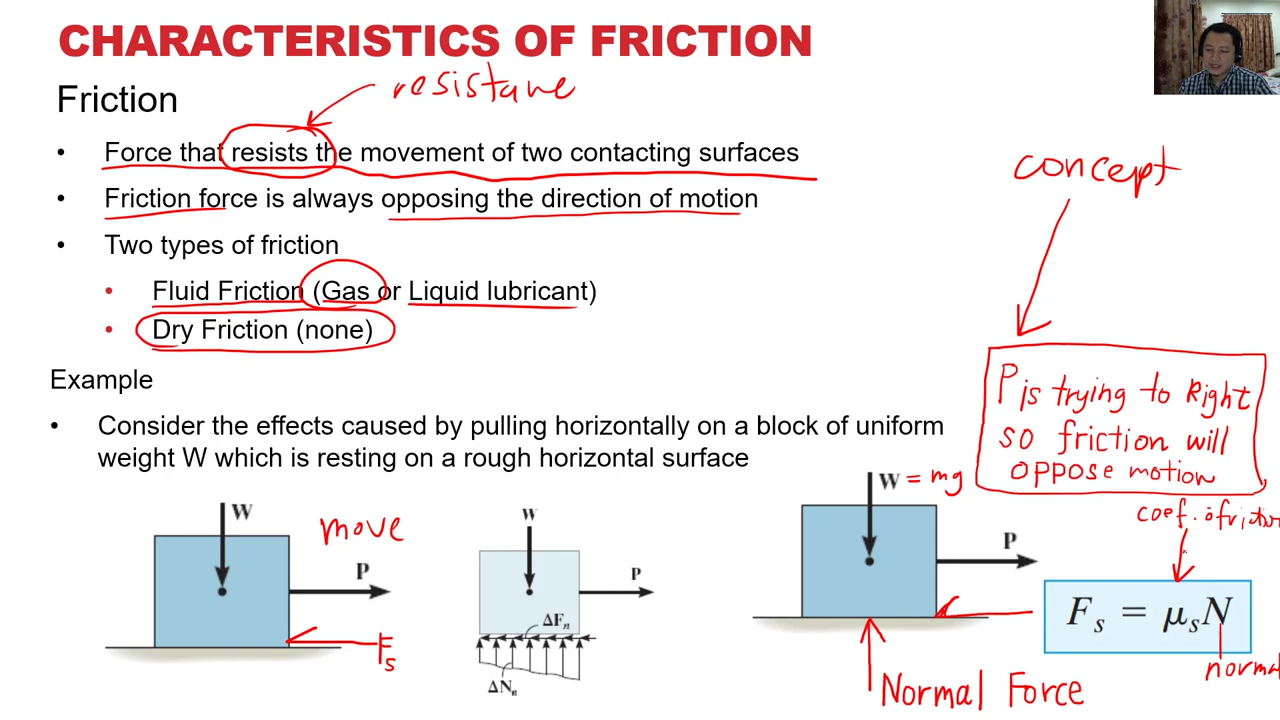 CHARACTERISTICS OF FRICTION
Friction
resistane
• Force that resists the movement of two contacting surfaces
• Friction force is always opposing the direction of motion
• Two types of friction
• Fluid Friction (Gas or Liquid lubricant)
• Dry Friction (none)
concept
P is trying to Right
so friction will
oppose motion
Example
• Consider the effects caused by pulling horizontally on a block of uniform
weight W which is resting on a rough horizontal surface
W
move
P
Fs
W
P
ΔFn
ΔNn
W = mg
P
Normal Force
coef. of friction
Fs = μsN
normal